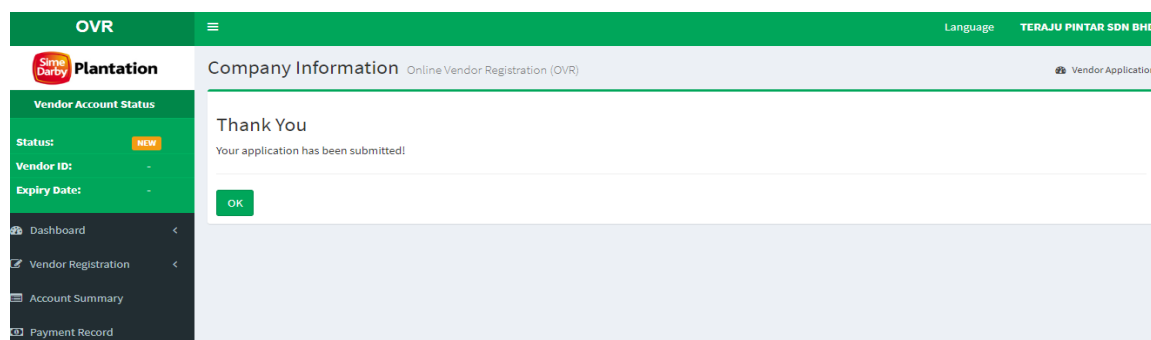 OVR
Language TERAJU PINTAR SDN BHD
Sime Darby Plantation
Company Information Online Vendor Registration (OVR)
Vendor Application
Vendor Account Status
Status: NEW
Vendor ID: -
Expiry Date: -
Thank You
Your application has been submitted!
OK
Dashboard
Vendor Registration
Account Summary
Payment Record